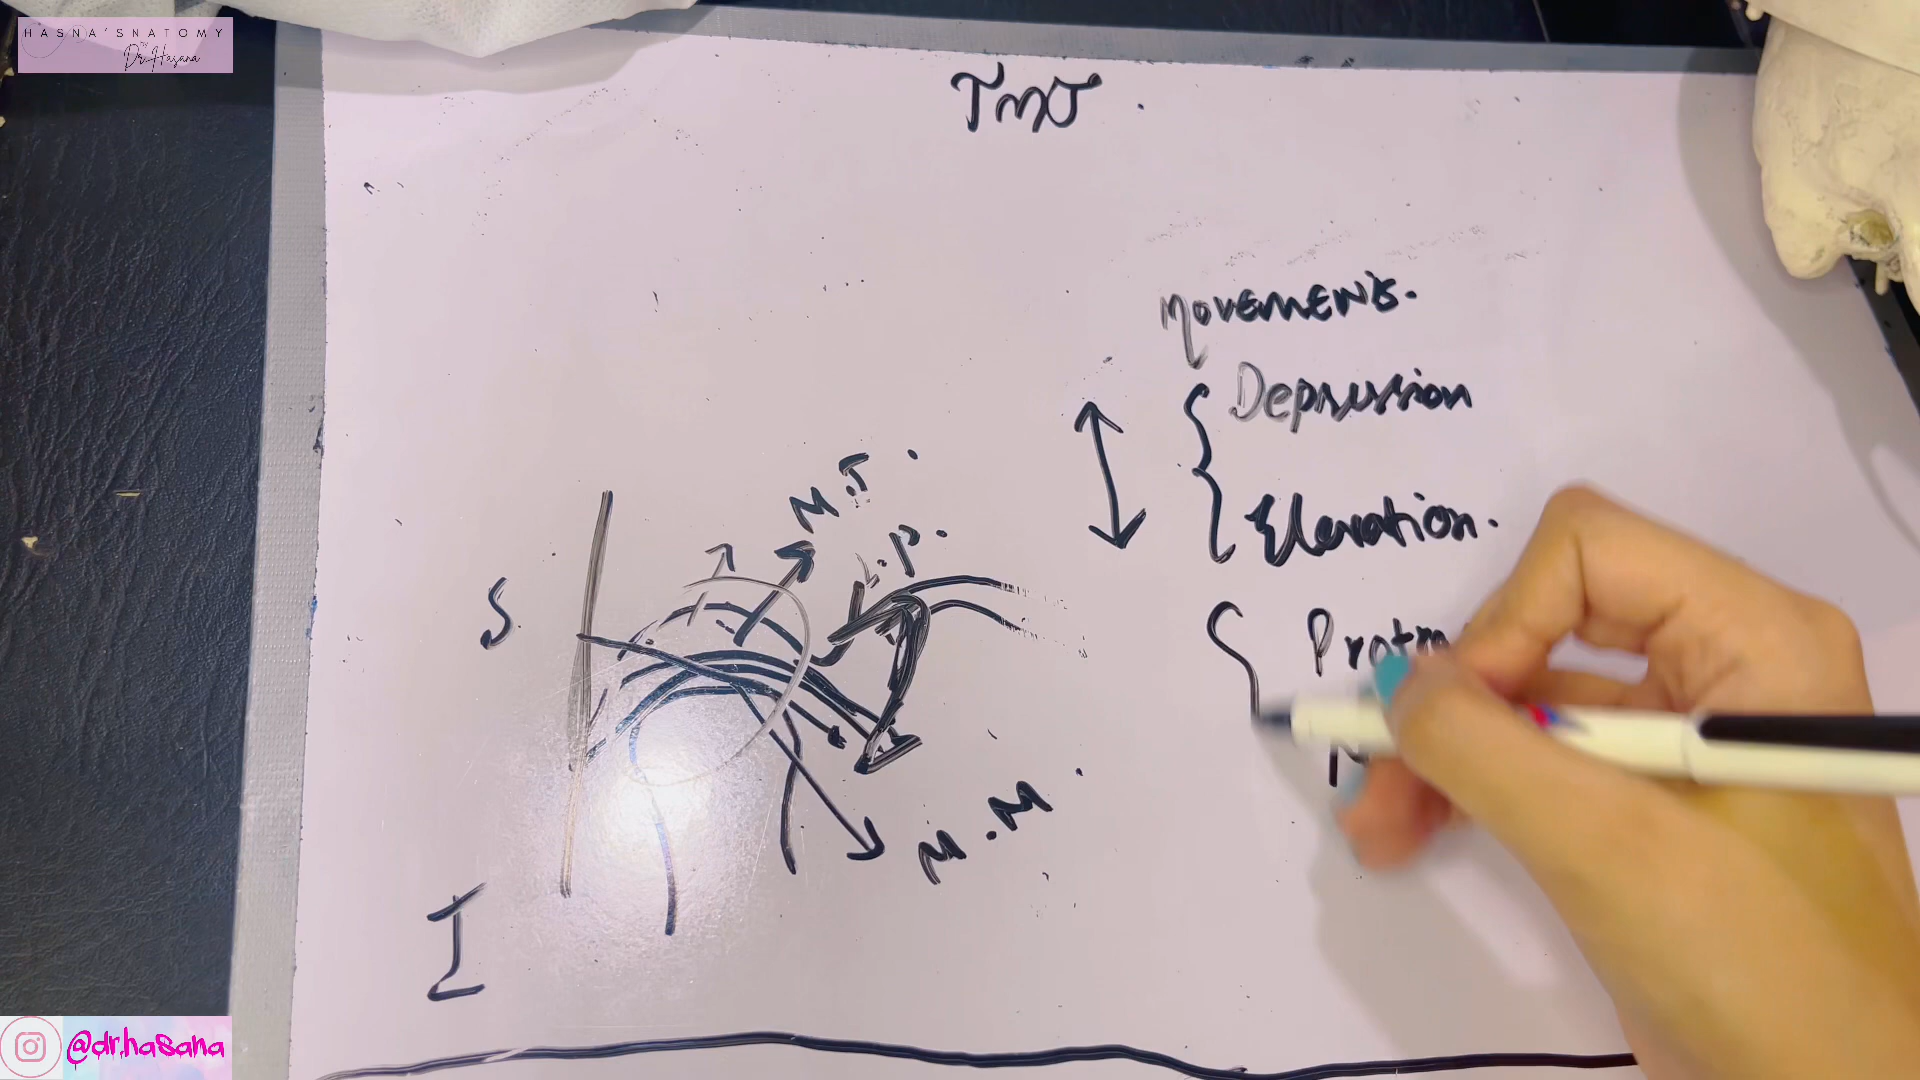 HASNA'SNATOMY
Dr.Hasana
TMJ.
MOVEMENTS.
Depression
Elevation.
M.T.
L.P.
S.
M.M.
I
@dr.hasana